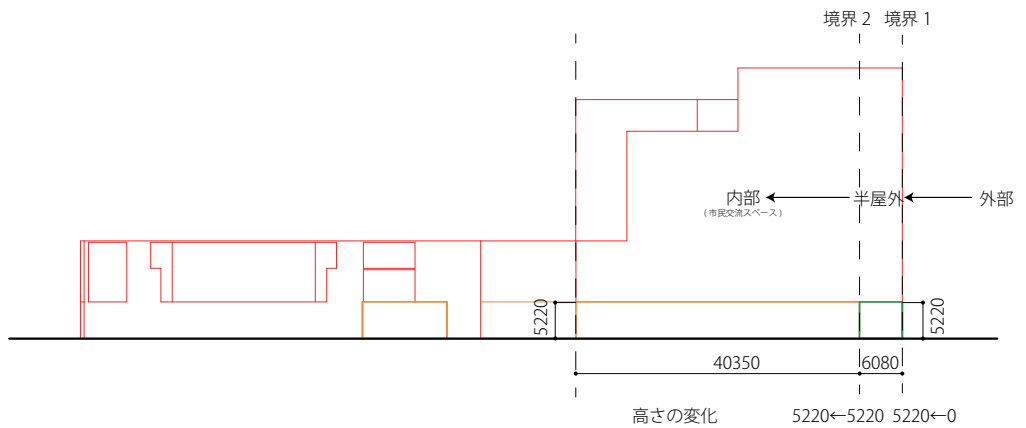 境界 2 境界 1
内部 半屋外 外部
( 市民交流スペース )
5220 5220
40350 6080
高さの変化 5220←5220 5220←0